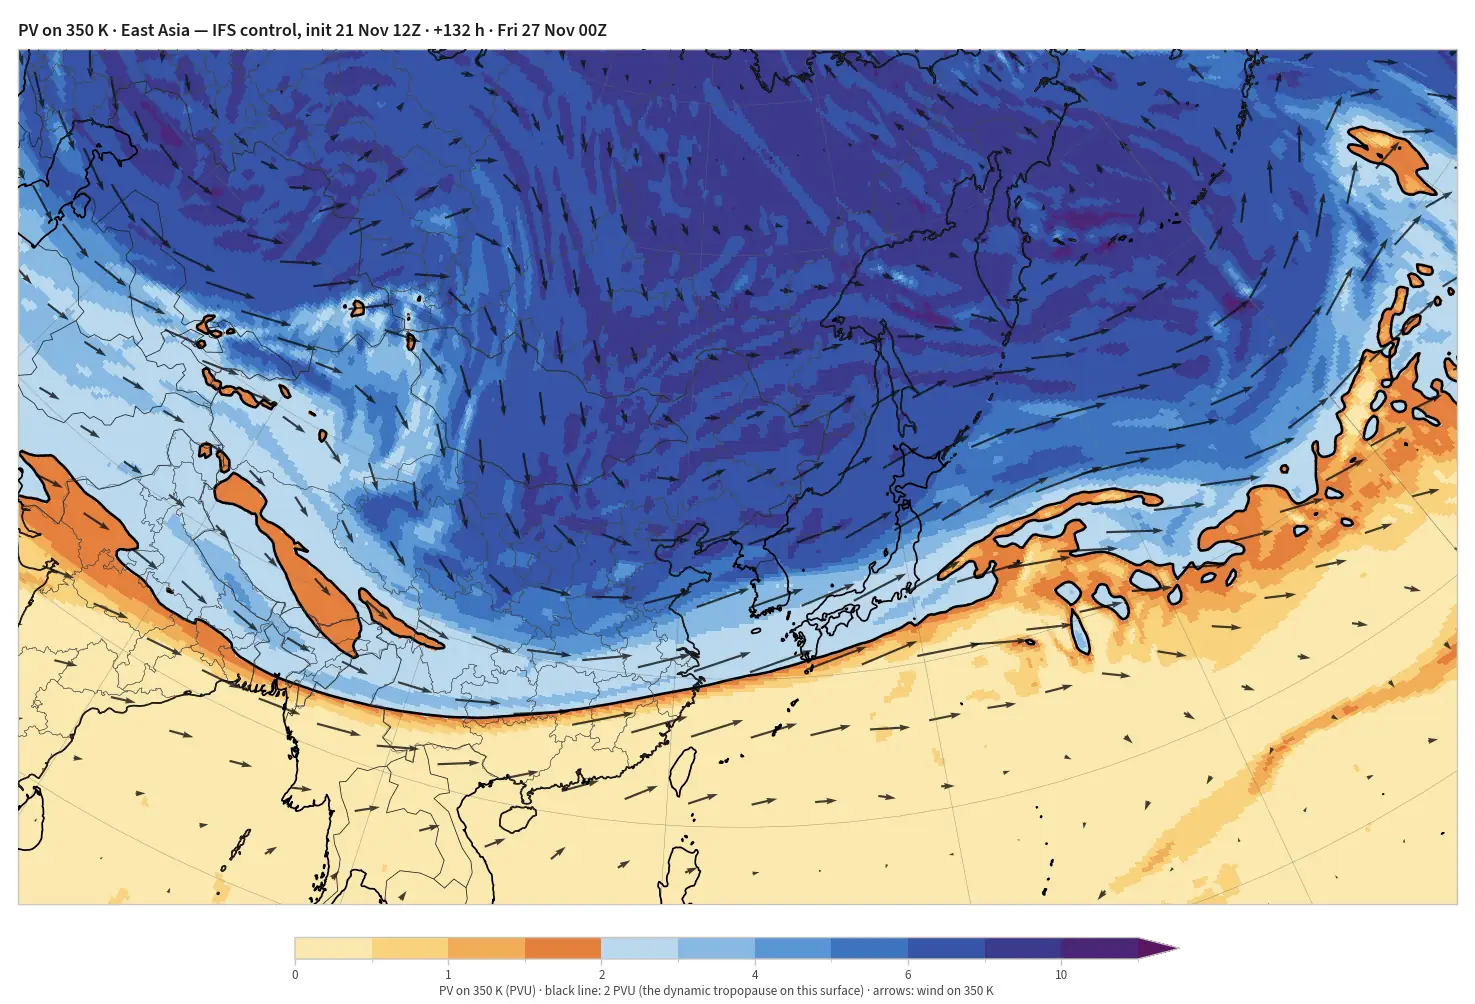 PV on 350 K · East Asia — IFS control, init 21 Nov 12Z · +132 h · Fri 27 Nov 00Z
0 1 2 4 6 10
PV on 350 K (PVU) · black line: 2 PVU (the dynamic tropopause on this surface) · arrows: wind on 350 K